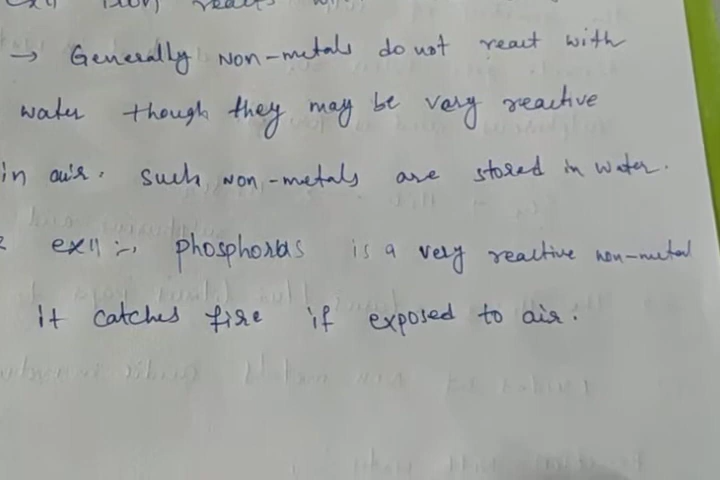 → Generally Non-metals do not react with
water though they may be very reactive
in air. Such Non-metals are stored in water.
ex|| :-, phosphoras is a very reactive non-metal
it catches fire if exposed to air.